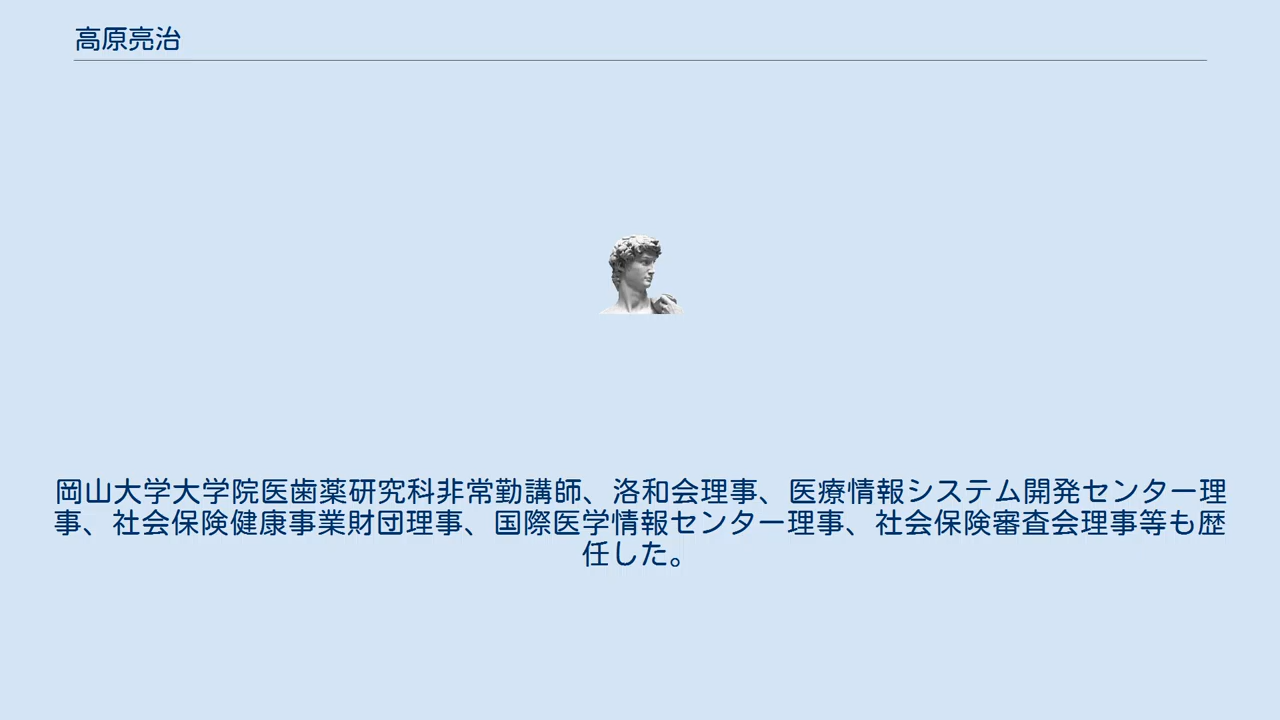 高原亮治
岡山大学大学院医歯薬研究科非常勤講師、洛和会理事、医療情報システム開発センター理
事、社会保険健康事業財団理事、国際医学情報センター理事、社会保険審査会理事等も歴
任した。